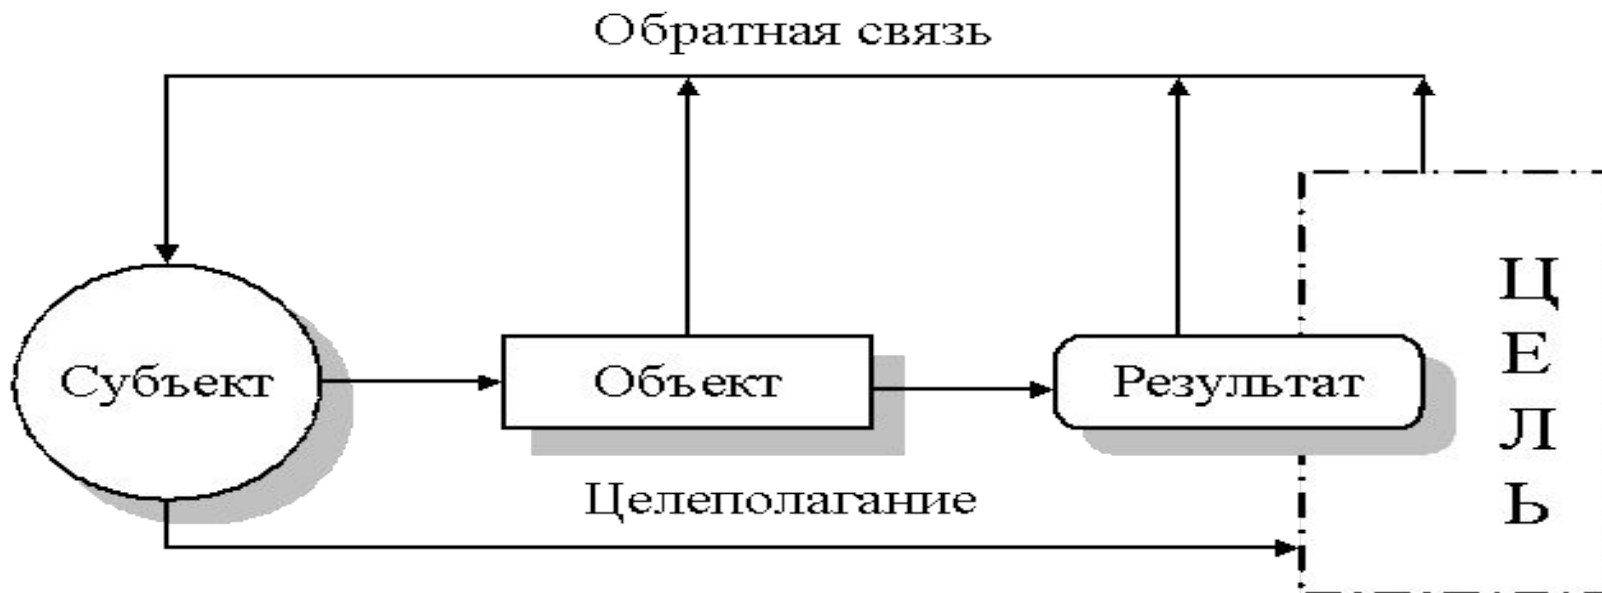 Обратная связь
Субъект
Объект
Результат
Целеполагание
Ц
Е
Л
Ь